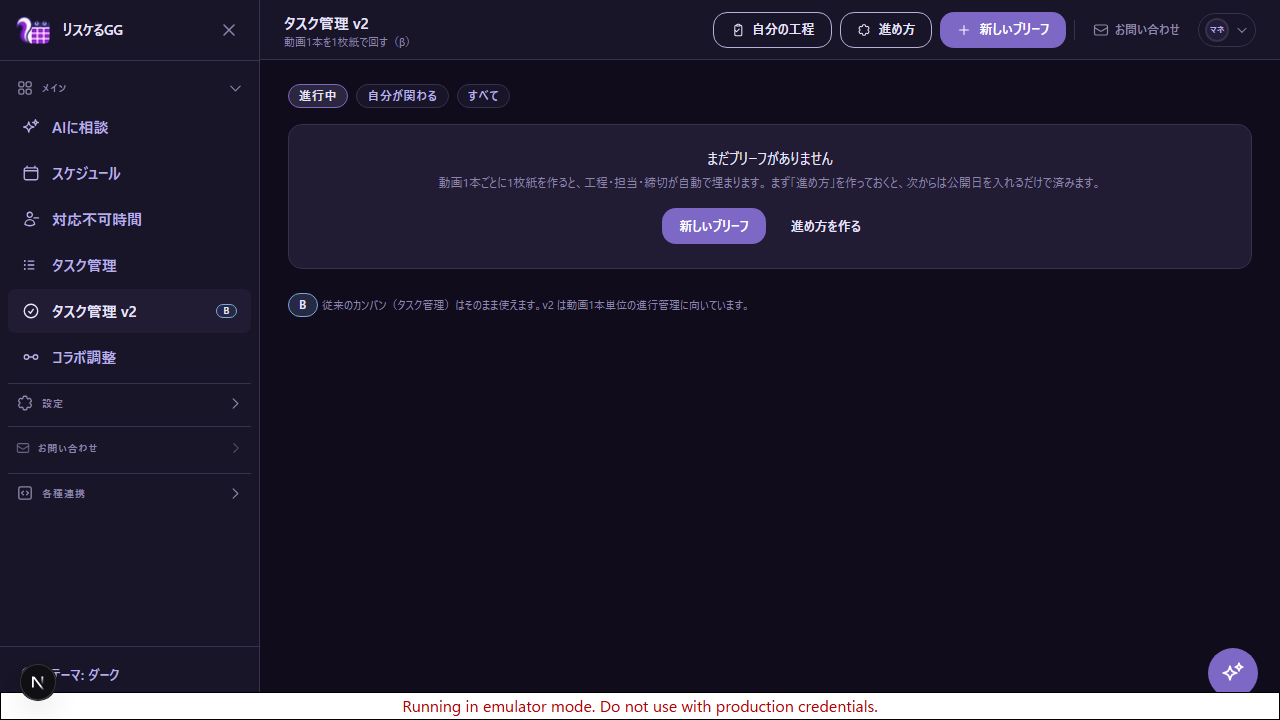 リスケるGG
メイン
AIに相談
スケジュール
対応不可時間
タスク管理
タスク管理 v2
B
コラボ調整
設定
お問い合わせ
各種連携
テーマ: ダーク
N
タスク管理 v2
動画1本を1枚紙で回す（β）
自分の工程
進め方
新しいブリーフ
お問い合わせ
マネ
進行中
自分が関わる
すべて
まだブリーフがありません
動画1本ごとに1枚紙を作ると、工程・担当・締切が自動で埋まります。まず「進め方」を作っておくと、次からは公開日を入れるだけで済みます。
新しいブリーフ
進め方を作る
B 従来のカンバン（タスク管理）はそのまま使えます。v2 は動画1本単位の進行管理に向いています。
Running in emulator mode. Do not use with production credentials.